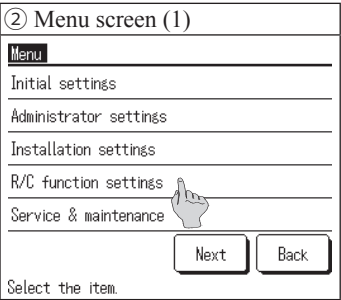 ② Menu screen (1)
Menu
Initial settings
Administrator settings
Installation settings
R/C function settings
Service & maintenance
Next Back
Select the item.